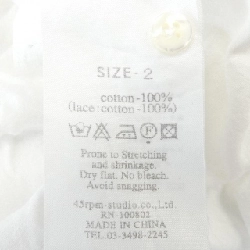 SIZE-2
cotton-100%
(lace:cotton-100%)
Prone to Stretching
and shrinkage.
Dry flat. No bleach.
Avoid snagging.
45rpm-studio co.,Ltd.
RN-100802
MADE IN CHINA
TEL 03-3498-2245